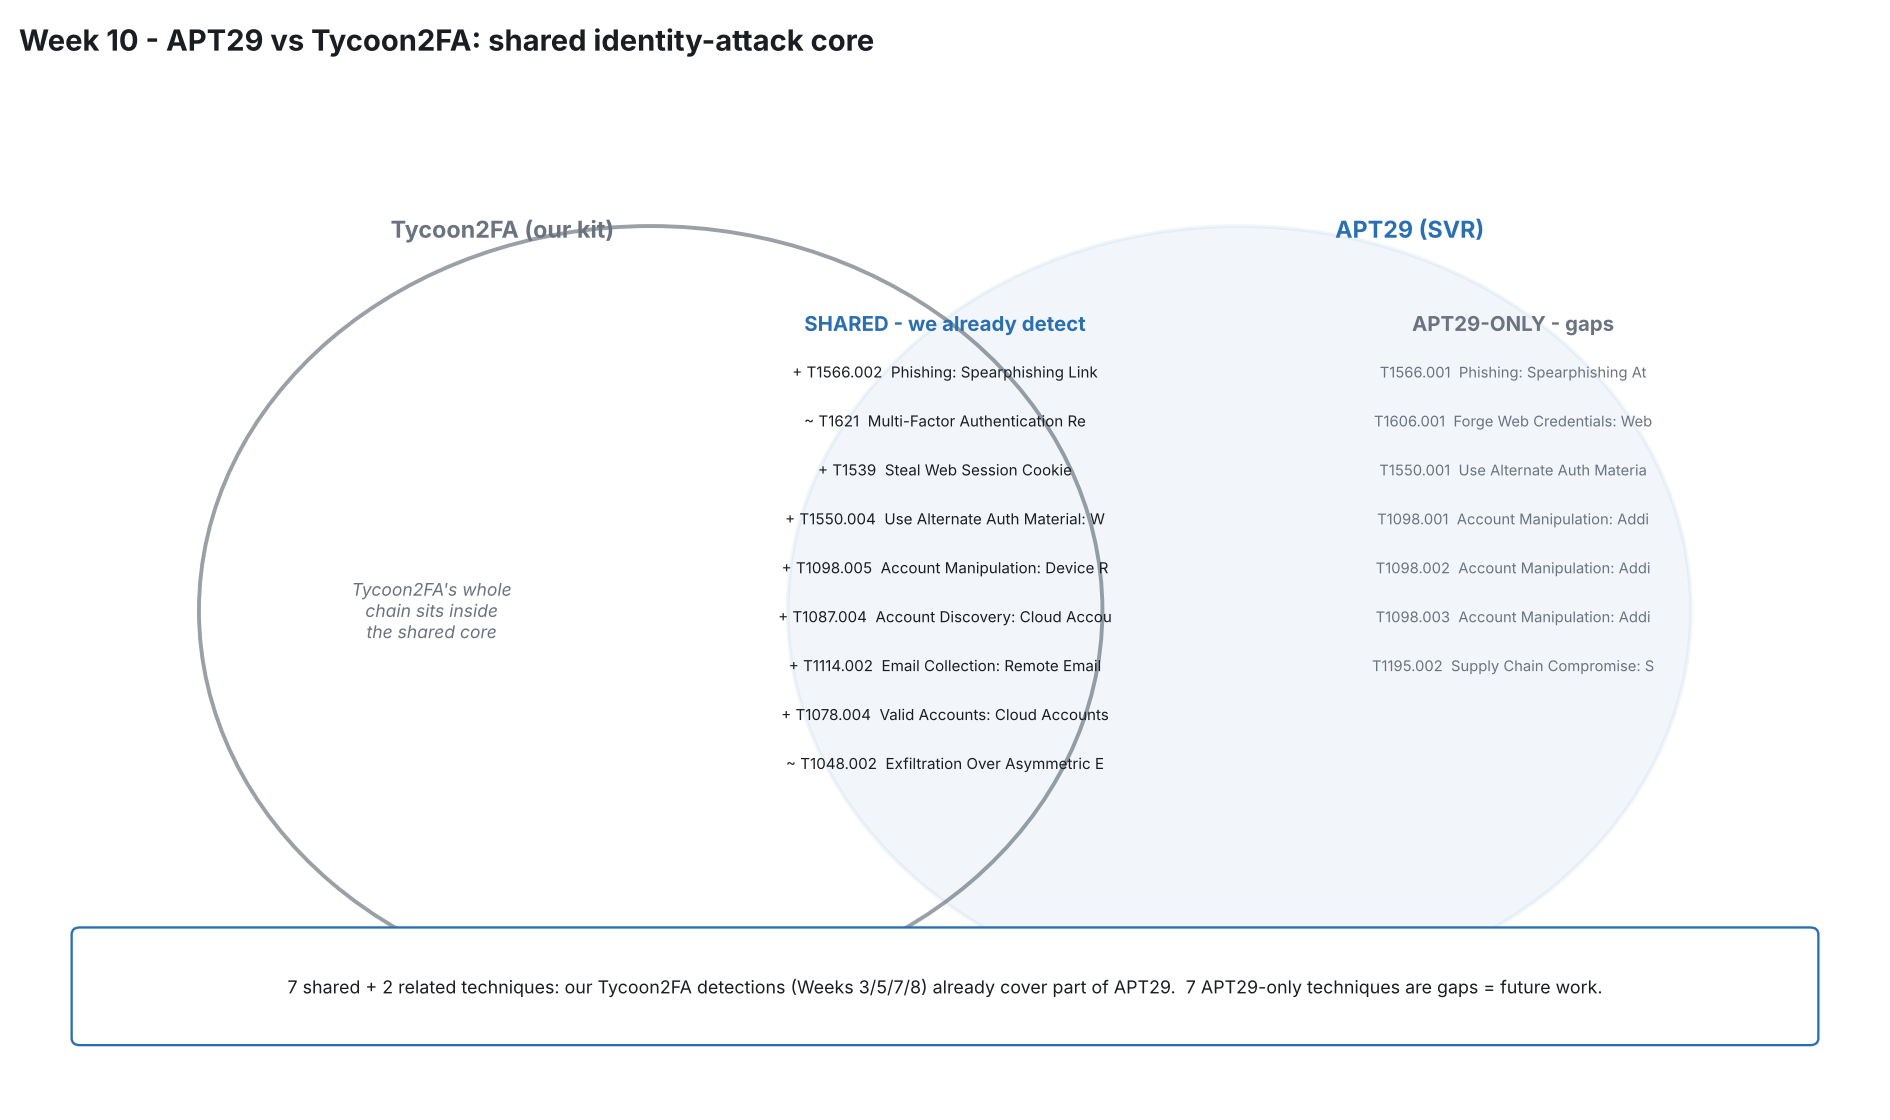 Week 10 - APT29 vs Tycoon2FA: shared identity-attack core
Tycoon2FA (our kit)
APT29 (SVR)
SHARED - we already detect
+ T1566.002  Phishing: Spearphishing Link
~ T1621  Multi-Factor Authentication Re
+ T1539  Steal Web Session Cookie
+ T1550.004  Use Alternate Auth Material: W
+ T1098.005  Account Manipulation: Device R
+ T1087.004  Account Discovery: Cloud Accou
+ T1114.002  Email Collection: Remote Email
+ T1078.004  Valid Accounts: Cloud Accounts
~ T1048.002  Exfiltration Over Asymmetric E
APT29-ONLY - gaps
T1566.001  Phishing: Spearphishing At
T1606.001  Forge Web Credentials: Web
T1550.001  Use Alternate Auth Materia
T1098.001  Account Manipulation: Addi
T1098.002  Account Manipulation: Addi
T1098.003  Account Manipulation: Addi
T1195.002  Supply Chain Compromise: S
Tycoon2FA's whole
chain sits inside
the shared core
7 shared + 2 related techniques: our Tycoon2FA detections (Weeks 3/5/7/8) already cover part of APT29.  7 APT29-only techniques are gaps = future work.